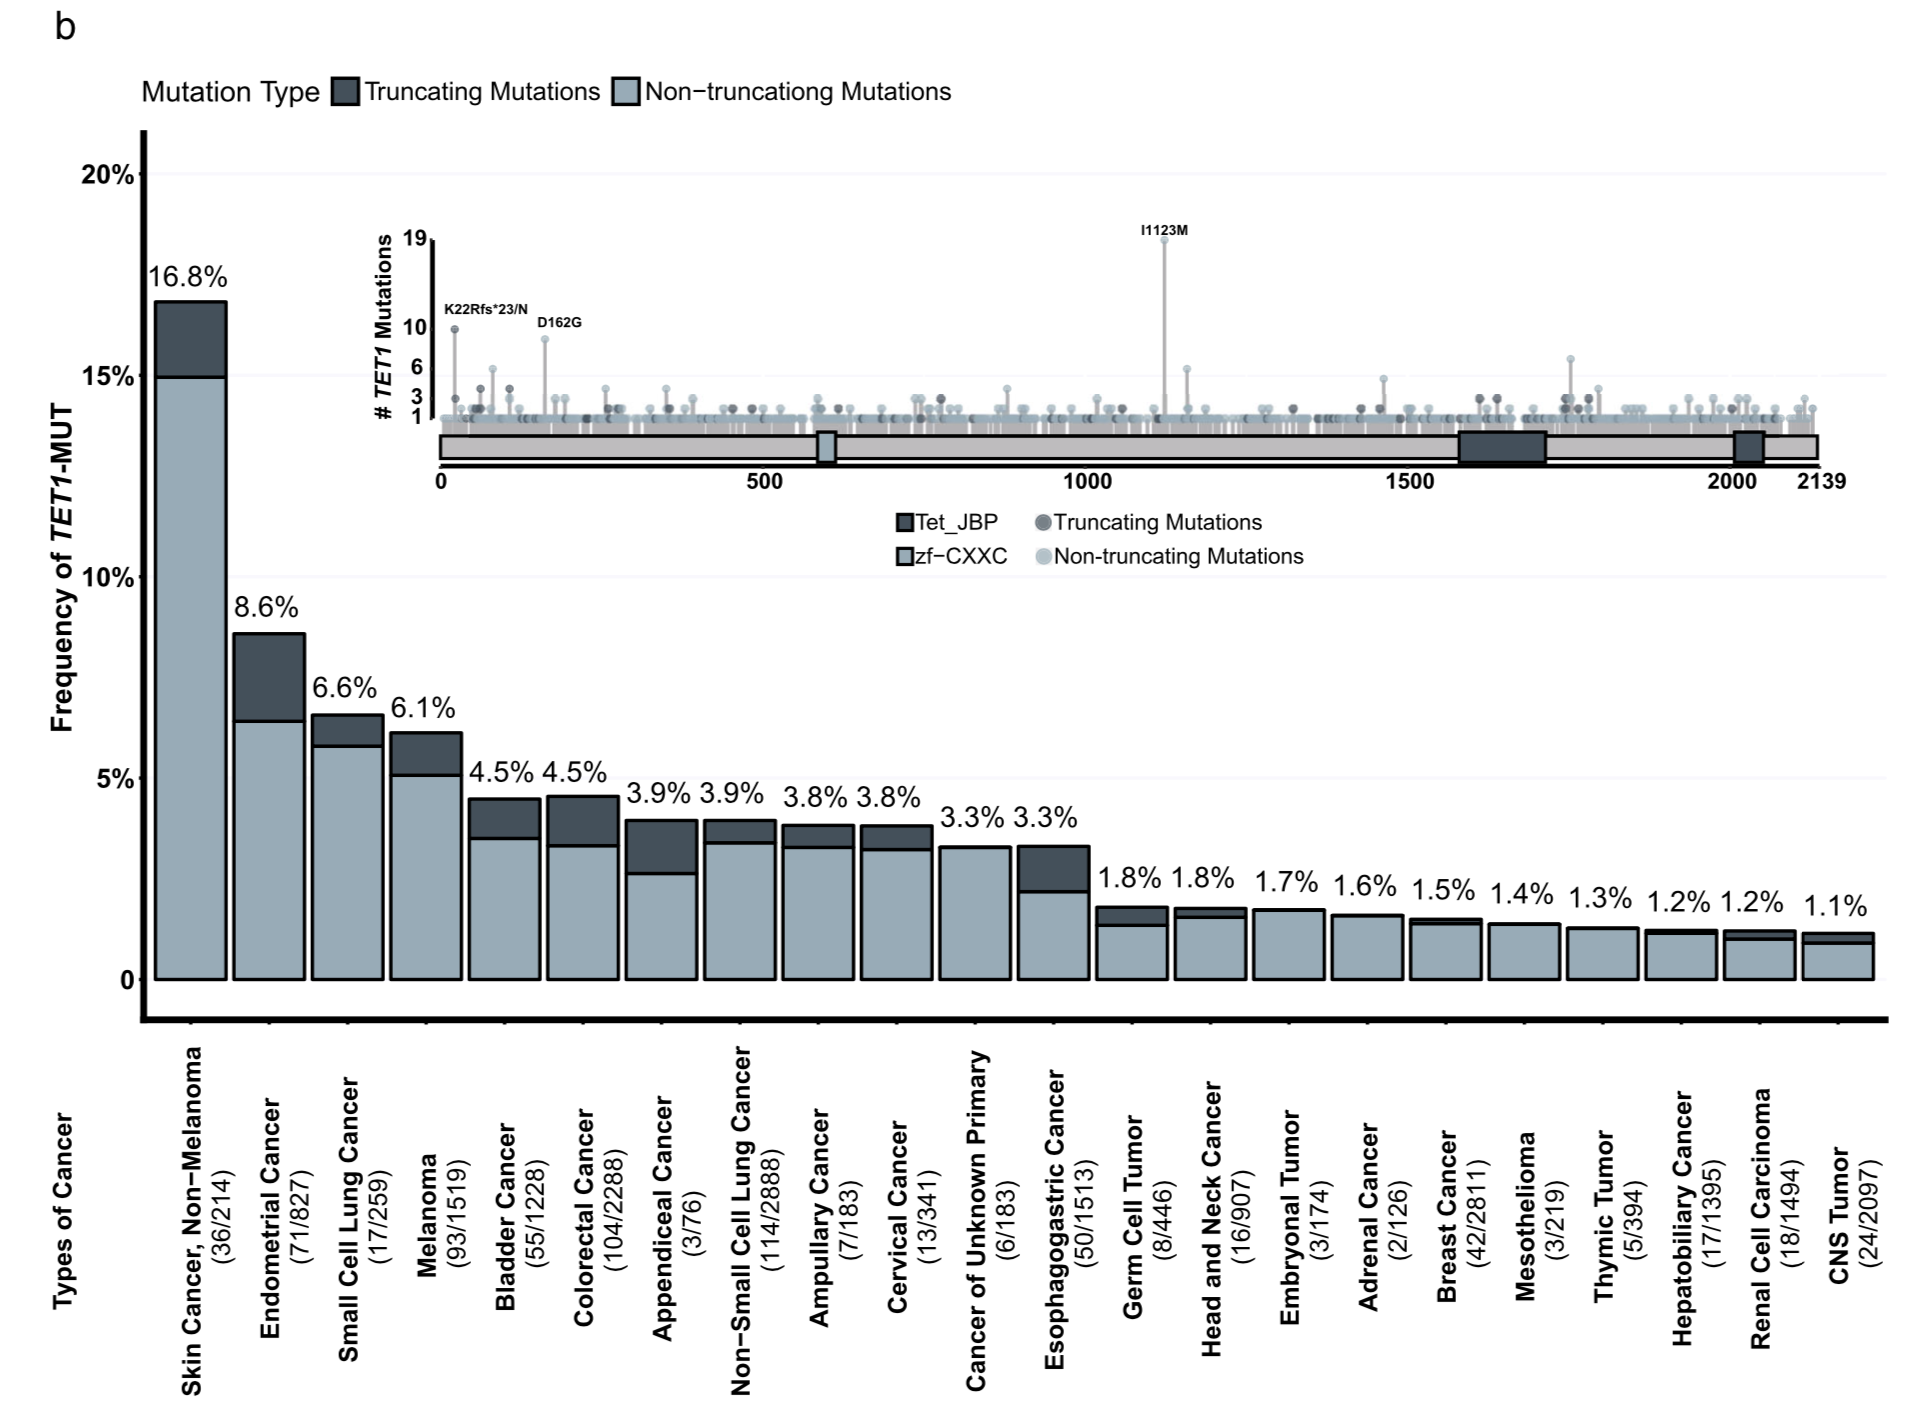 b
Mutation Type Truncating Mutations Non−truncationg Mutations
Frequency of TET1-MUT
20%
15%
10%
5%
0
16.8%
8.6%
6.6%
6.1%
4.5%
4.5%
3.9%
3.9%
3.8%
3.8%
3.3%
3.3%
1.8%
1.8%
1.7%
1.6%
1.5%
1.4%
1.3%
1.2%
1.2%
1.1%
# TET1 Mutations
19
10
6
3
1
K22Rfs*23/N
D162G
I1123M
0 500 1000 1500 2000 2139
Tet_JBP Truncating Mutations
zf−CXXC Non-truncating Mutations
Types of Cancer
Skin Cancer, Non−Melanoma
(36/214)
Endometrial Cancer
(71/827)
Small Cell Lung Cancer
(17/259)
Melanoma
(93/1519)
Bladder Cancer
(55/1228)
Colorectal Cancer
(104/2288)
Appendiceal Cancer
(3/76)
Non−Small Cell Lung Cancer
(114/2888)
Ampullary Cancer
(7/183)
Cervical Cancer
(13/341)
Cancer of Unknown Primary
(6/183)
Esophagogastric Cancer
(50/1513)
Germ Cell Tumor
(8/446)
Head and Neck Cancer
(16/907)
Embryonal Tumor
(3/174)
Adrenal Cancer
(2/126)
Breast Cancer
(42/2811)
Mesothelioma
(3/219)
Thymic Tumor
(5/394)
Hepatobiliary Cancer
(17/1395)
Renal Cell Carcinoma
(18/1494)
CNS Tumor
(24/2097)